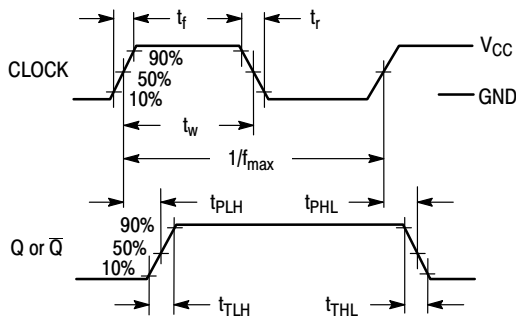 t_f t_r
CLOCK
90%
50%
10%
V_CC
GND
t_w
1/f_max
t_PLH t_PHL
Q or Q̅
90%
50%
10%
t_TLH t_THL